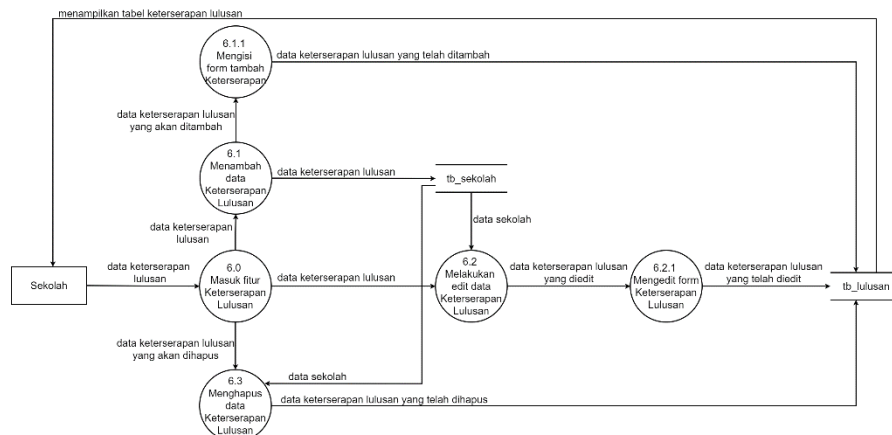 menampilkan tabel keterserapan lulusan
6.1.1
Mengisi
form tambah
Keterserapan
data keterserapan lulusan yang telah ditambah
data keterserapan lulusan
yang akan ditambah
6.1
Menambah
data
Keterserapan
Lulusan
data keterserapan lulusan
tb_sekolah
data keterserapan
lulusan
data sekolah
Sekolah
data keterserapan
lulusan
6.0
Masuk fitur
Keterserapan
Lulusan
data keterserapan lulusan
6.2
Melakukan
edit data
Keterserapan
Lulusan
data keterserapan lulusan
yang diedit
6.2.1
Mengedit form
Keterserapan
Lulusan
data keterserapan lulusan
yang telah diedit
tb_lulusan
data keterserapan lulusan
yang akan dihapus
data sekolah
6.3
Menghapus
data
Keterserapan
Lulusan
data keterserapan lulusan yang telah dihapus